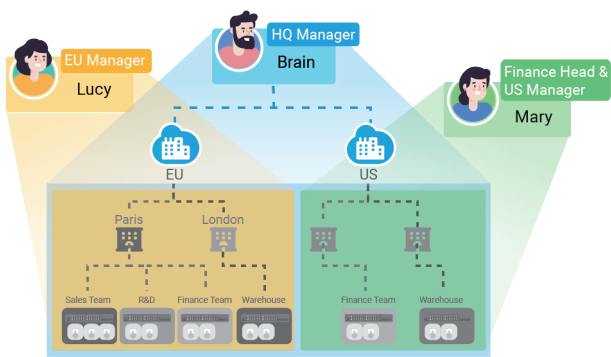 HQ Manager
Brain
EU Manager
Lucy
Finance Head &
US Manager
Mary
EU
US
Paris
London
Sales Team
R&D
Finance Team
Warehouse
Finance Team
Warehouse